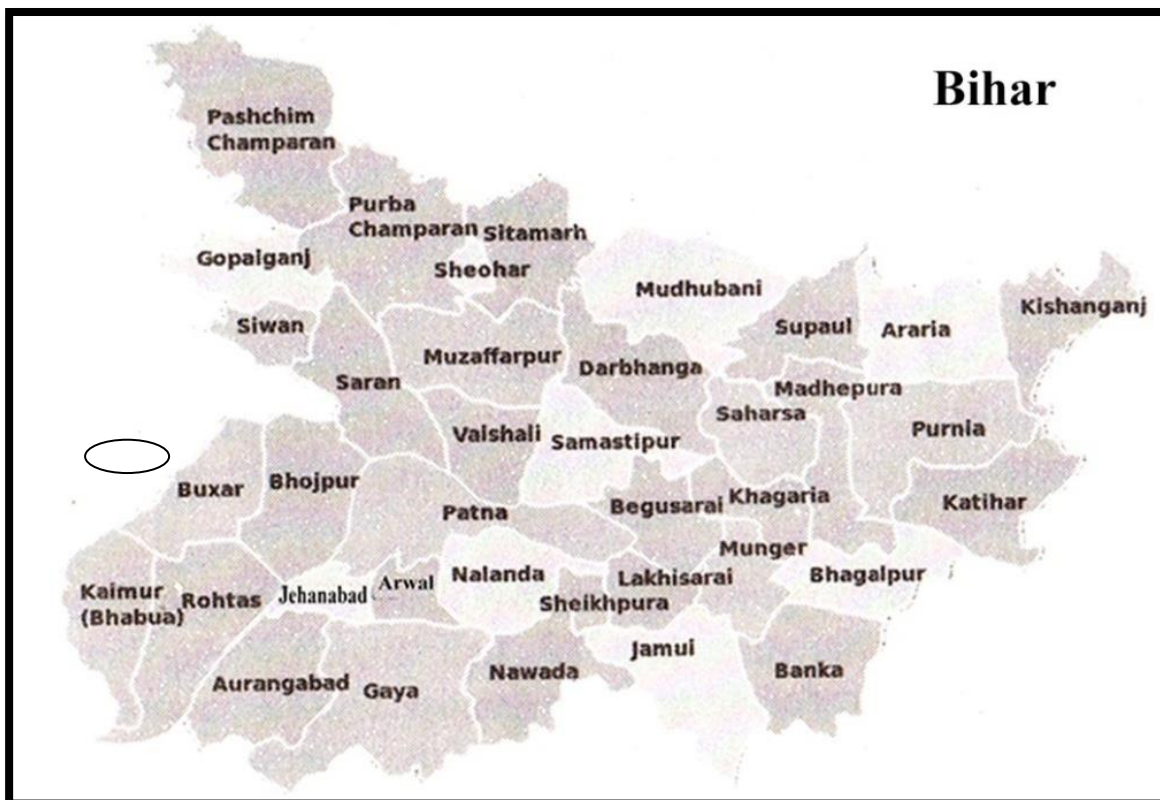 Bihar
Pashchim
Champaran
Purba
Champaran
Sitamarh
Gopalganj
Sheohar
Mudhubani
Kishanganj
Siwan
Supaul
Araria
Muzaffarpur
Darbhanga
Saran
Madhepura
Saharsa
Vaishali
Samastipur
Purnia
Buxar
Bhojpur
Patna
Begusarai
Khagaria
Katihar
Munger
Kaimur
(Bhabua)
Rohtas
Jehanabad
Arwal
Nalanda
Lakhisarai
Bhagalpur
Sheikhpura
Jamui
Aurangabad
Gaya
Nawada
Banka